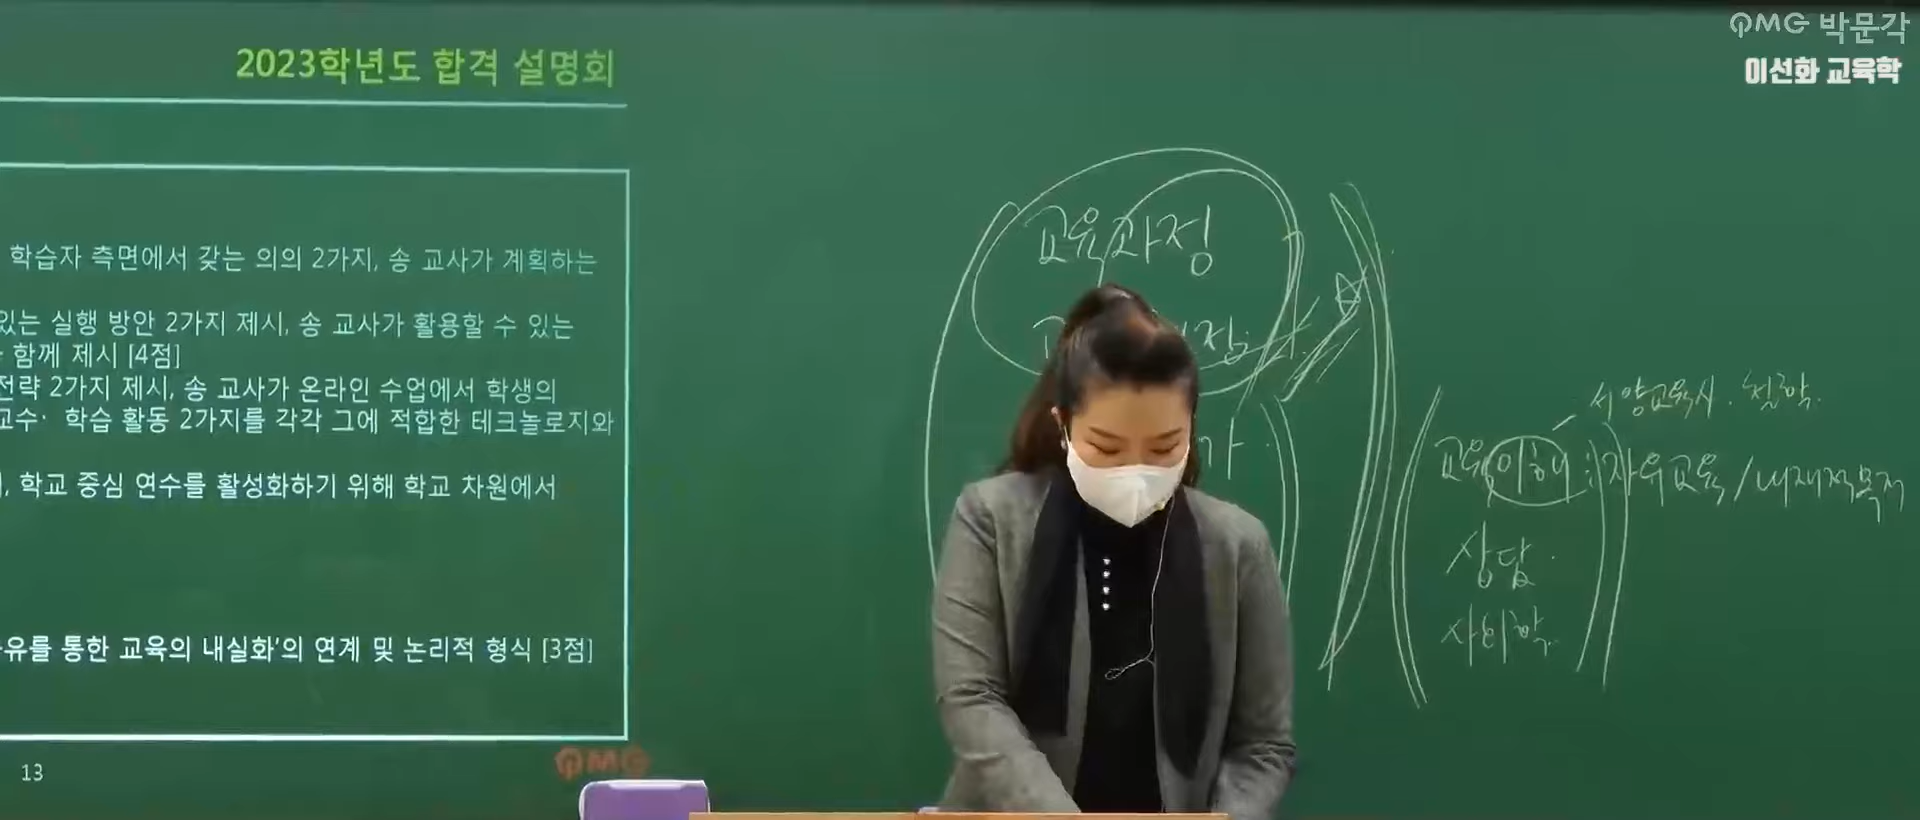 PMG 박문각
이선화 교육학
2023학년도 합격 설명회
학습자 측면에서 갖는 의의 2가지, 송 교사가 계획하는
있는 실행 방안 2가지 제시, 송 교사가 활용할 수 있는
함께 제시 [4점]
전략 2가지 제시, 송 교사가 온라인 수업에서 학생의
교수· 학습 활동 2가지를 각각 그에 적합한 테크놀로지와
, 학교 중심 연수를 활성화하기 위해 학교 차원에서
유를 통한 교육의 내실화'의 연계 및 논리적 형식 [3점]
13
PMG
교육과정
가
서양교육사. 철학.
교육이해 : 자유교육 / 내재적목적
상담
사회학